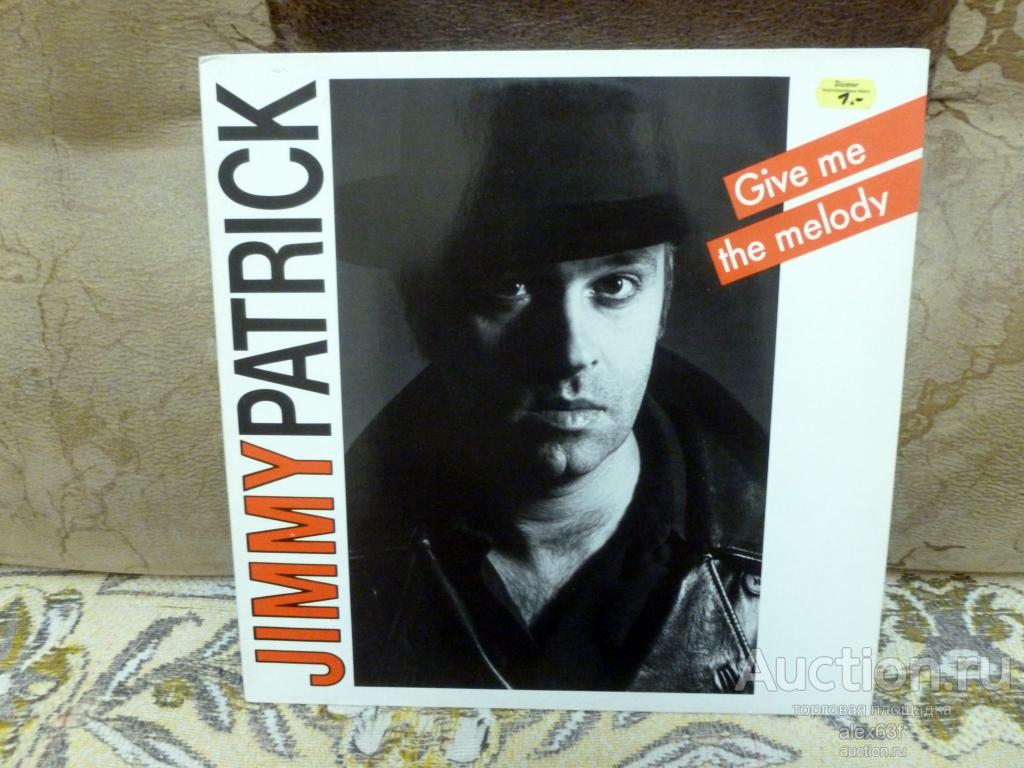 JIMMYPATRICK
Give me
the melody
1.-
Auction.ru
торговая площадка
alex63f
auction.ru